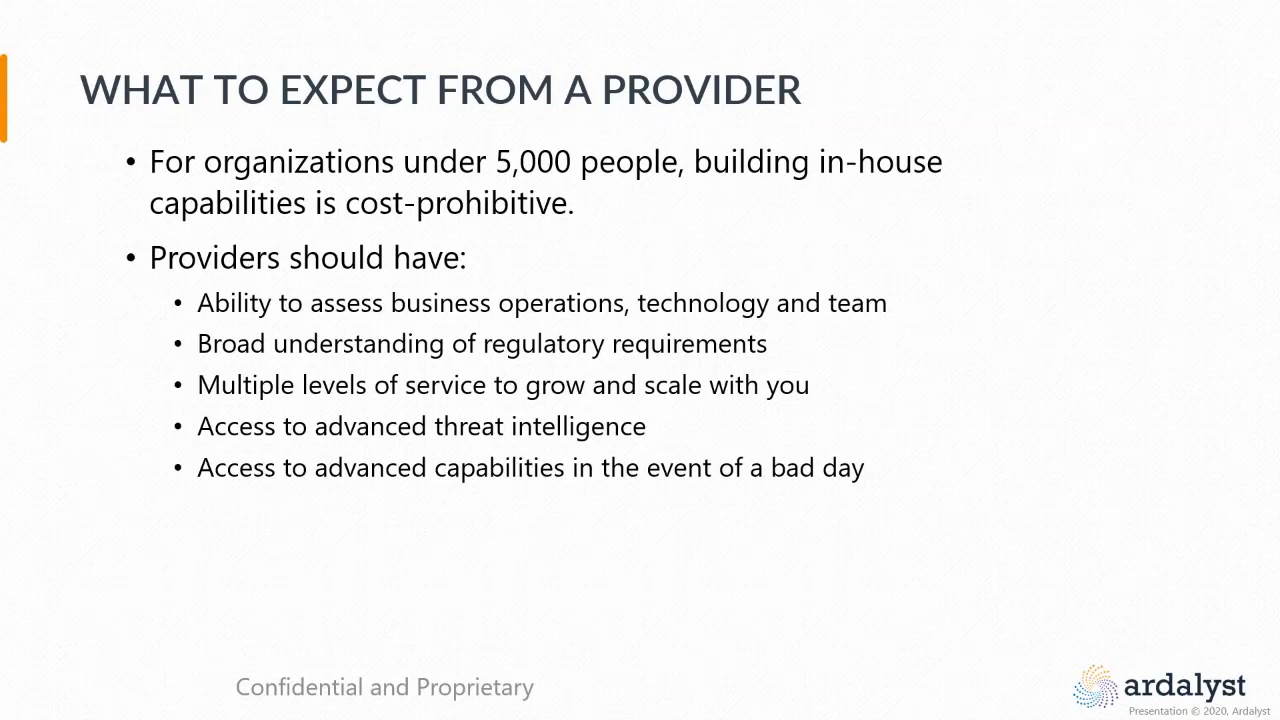 WHAT TO EXPECT FROM A PROVIDER
• For organizations under 5,000 people, building in-house
capabilities is cost-prohibitive.
• Providers should have:
• Ability to assess business operations, technology and team
• Broad understanding of regulatory requirements
• Multiple levels of service to grow and scale with you
• Access to advanced threat intelligence
• Access to advanced capabilities in the event of a bad day
Confidential and Proprietary
ardalyst
Presentation © 2020, Ardalyst